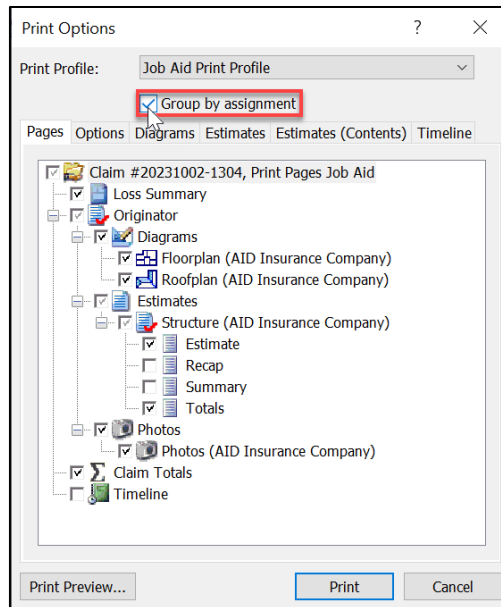 Print Options
Print Profile: Job Aid Print Profile
Group by assignment
Pages Options Diagrams Estimates Estimates (Contents) Timeline
Claim #20231002-1304, Print Pages Job Aid
Loss Summary
Originator
Diagrams
Floorplan (AID Insurance Company)
Roofplan (AID Insurance Company)
Estimates
Structure (AID Insurance Company)
Estimate
Recap
Summary
Totals
Photos
Photos (AID Insurance Company)
Claim Totals
Timeline
Print Preview... Print Cancel